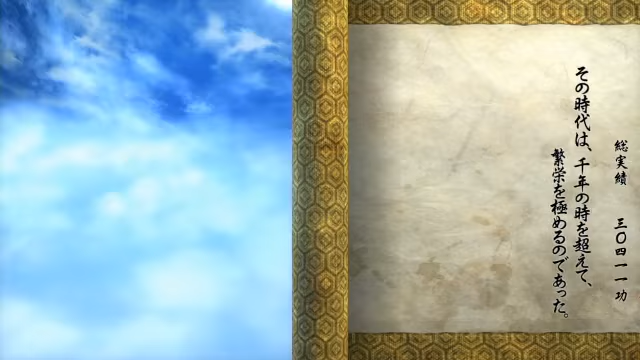 総実績 三〇四一一功
その時代は、千年の時を超えて、
繁栄を極めるのであった。